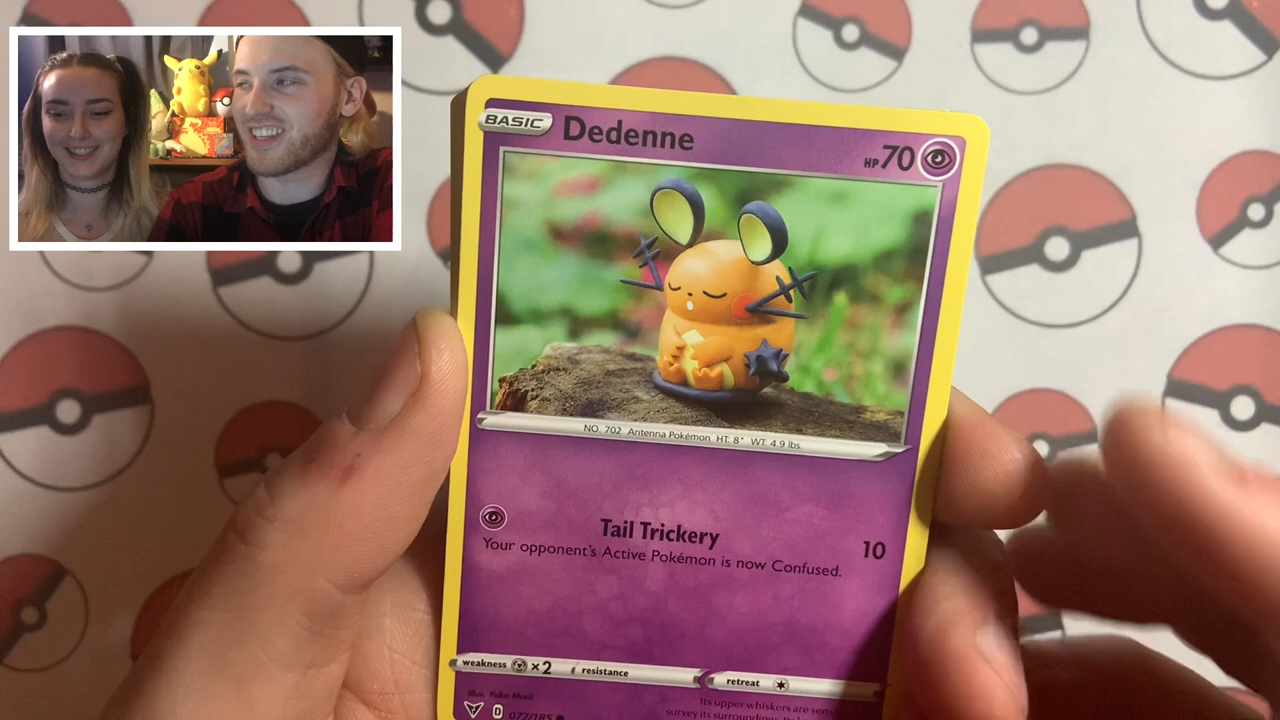 BASIC Dedenne HP 70
NO. 702 Antenna Pokémon HT: 8" WT: 4.9 lbs.
Tail Trickery 10
Your opponent's Active Pokémon is now Confused.
weakness ×2 resistance retreat
Illus. Yuka Morii
D 077/185
Its upper whiskers are
survey its surroundings.